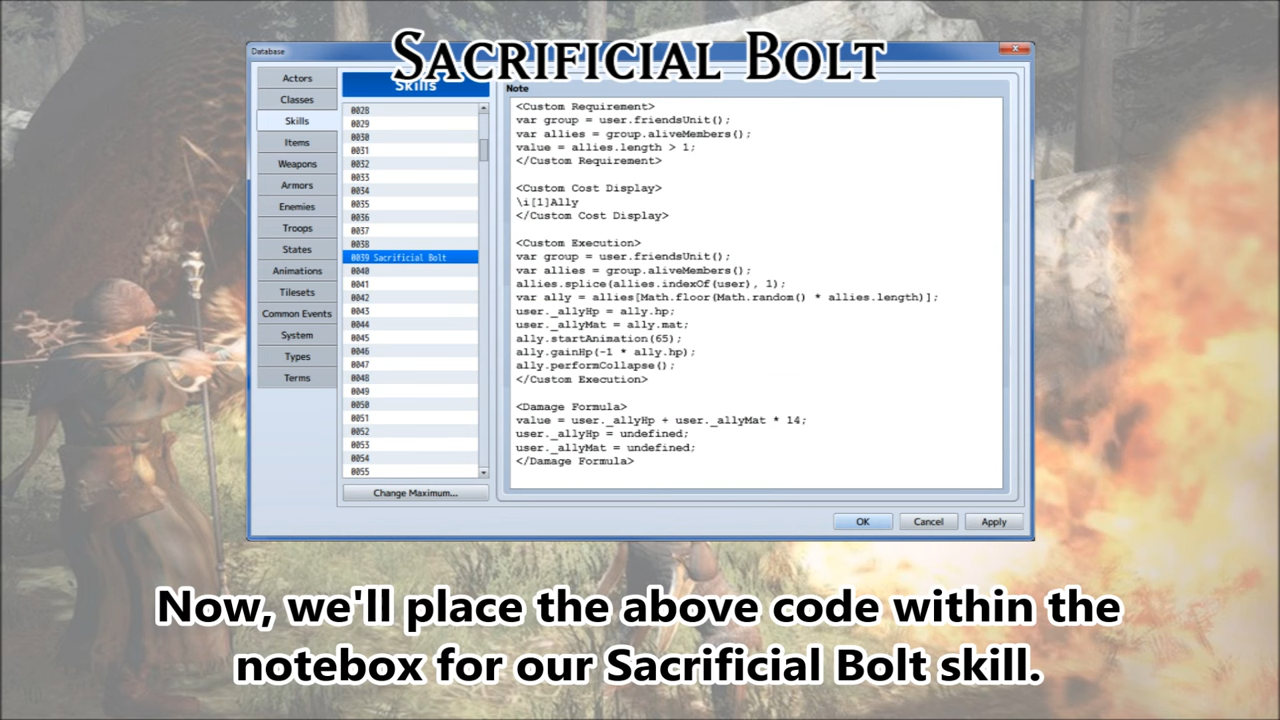 Sacrificial Bolt
Database
Actors
Classes
Skills
Items
Weapons
Armors
Enemies
Troops
States
Animations
Tilesets
Common Events
System
Types
Terms
Skills
0028
0029
0030
0031
0032
0033
0034
0035
0036
0037
0038
0039 Sacrificial Bolt
0040
0041
0042
0043
0044
0045
0046
0047
0048
0049
0050
0051
0052
0053
0054
0055
Change Maximum...
Note
<Custom Requirement>
var group = user.friendsUnit();
var allies = group.aliveMembers();
value = allies.length > 1;
</Custom Requirement>
<Custom Cost Display>
\i[1]Ally
</Custom Cost Display>
<Custom Execution>
var group = user.friendsUnit();
var allies = group.aliveMembers();
allies.splice(allies.indexOf(user), 1);
var ally = allies[Math.floor(Math.random() * allies.length)];
user._allyHp = ally.hp;
user._allyMat = ally.mat;
ally.startAnimation(65);
ally.gainHp(-1 * ally.hp);
ally.performCollapse();
</Custom Execution>
<Damage Formula>
value = user._allyHp + user._allyMat * 14;
user._allyHp = undefined;
user._allyMat = undefined;
</Damage Formula>
OK
Cancel
Apply
Now, we'll place the above code within the
notebox for our Sacrificial Bolt skill.